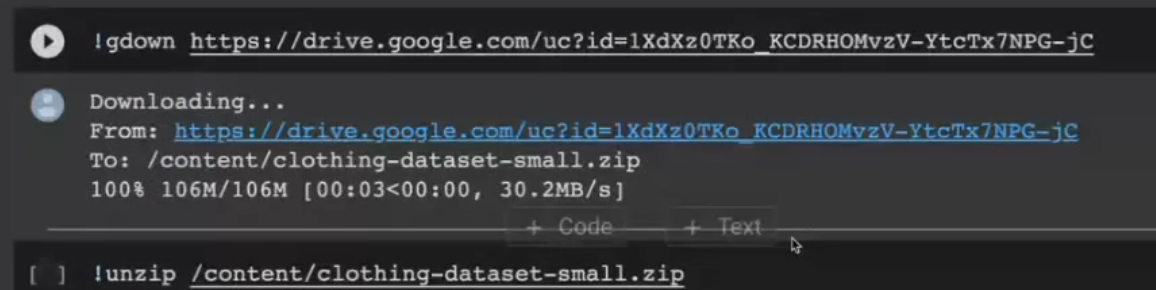 !gdown https://drive.google.com/uc?id=1XdXz0TKo_KCDRHOMvzV-YtcTx7NPG-jC
Downloading...
From: https://drive.google.com/uc?id=1XdXz0TKo_KCDRHOMvzV-YtcTx7NPG-jC
To: /content/clothing-dataset-small.zip
100% 106M/106M [00:03<00:00, 30.2MB/s]
+ Code + Text
[ ] !unzip /content/clothing-dataset-small.zip